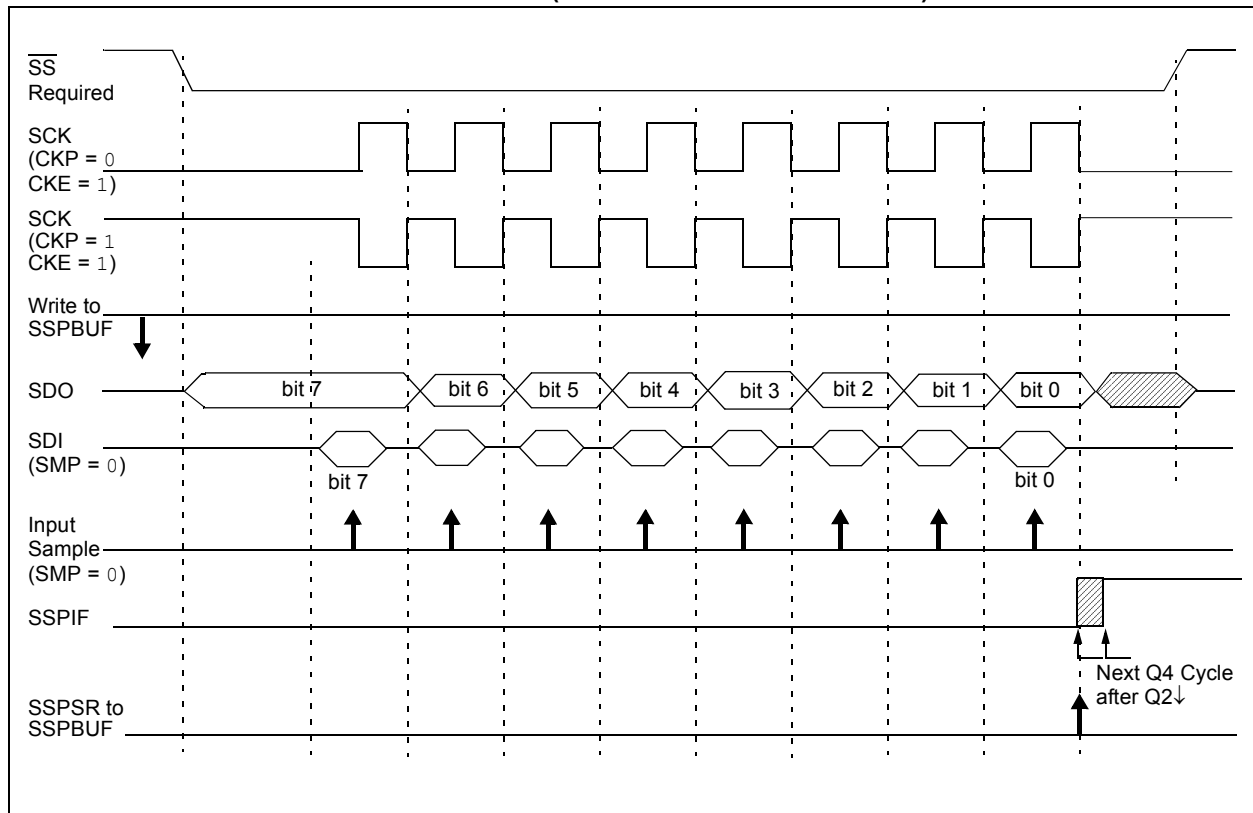 SS
Required
SCK
(CKP = 0
CKE = 1)
SCK
(CKP = 1
CKE = 1)
Write to
SSPBUF
SDO
bit 7 bit 6 bit 5 bit 4 bit 3 bit 2 bit 1 bit 0
SDI
(SMP = 0)
bit 7 bit 0
Input
Sample
(SMP = 0)
SSPIF
Next Q4 Cycle
after Q2↓
SSPSR to
SSPBUF